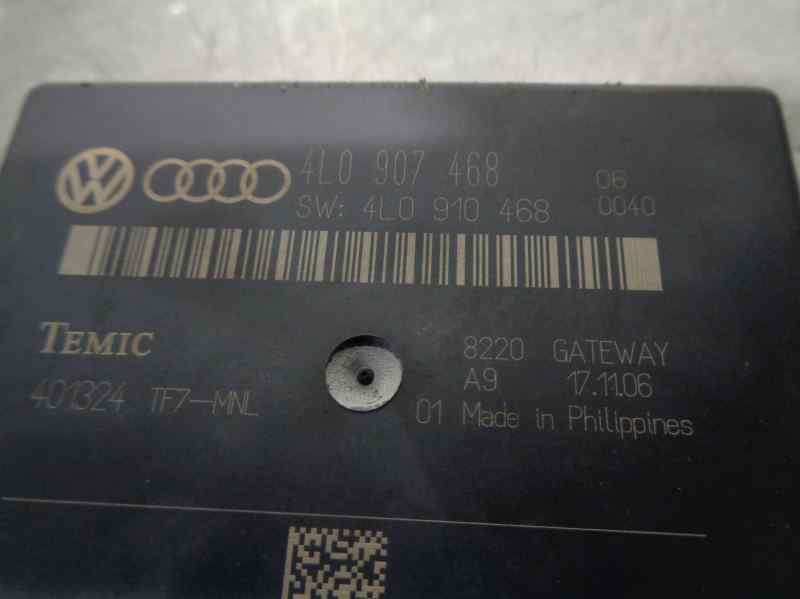 4L0 907 468 06
SW: 4L0 910 468 0040
TEMIC
8220 GATEWAY
A9 17.11.06
401324 TF7-MNL
01 Made in Philippines